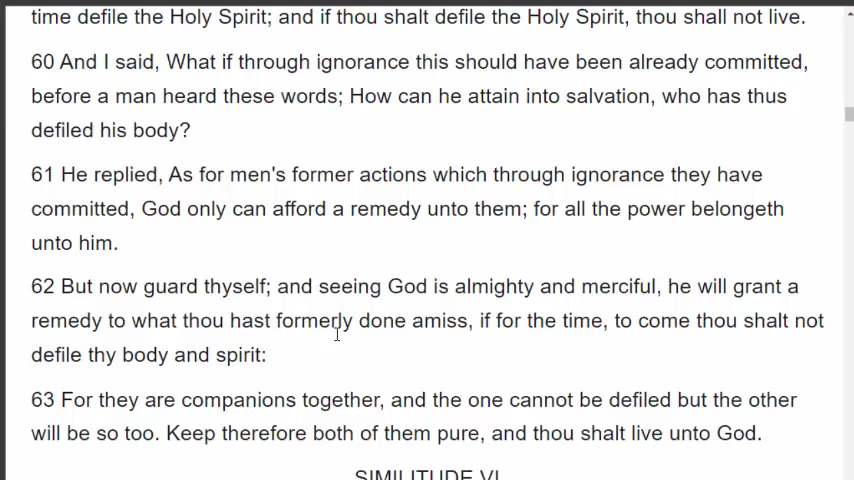 time defile the Holy Spirit; and if thou shalt defile the Holy Spirit, thou shall not live.
60 And I said, What if through ignorance this should have been already committed,
before a man heard these words; How can he attain into salvation, who has thus
defiled his body?
61 He replied, As for men's former actions which through ignorance they have
committed, God only can afford a remedy unto them; for all the power belongeth
unto him.
62 But now guard thyself; and seeing God is almighty and merciful, he will grant a
remedy to what thou hast formerly done amiss, if for the time, to come thou shalt not
defile thy body and spirit:
63 For they are companions together, and the one cannot be defiled but the other
will be so too. Keep therefore both of them pure, and thou shalt live unto God.
SIMILITUDE VI